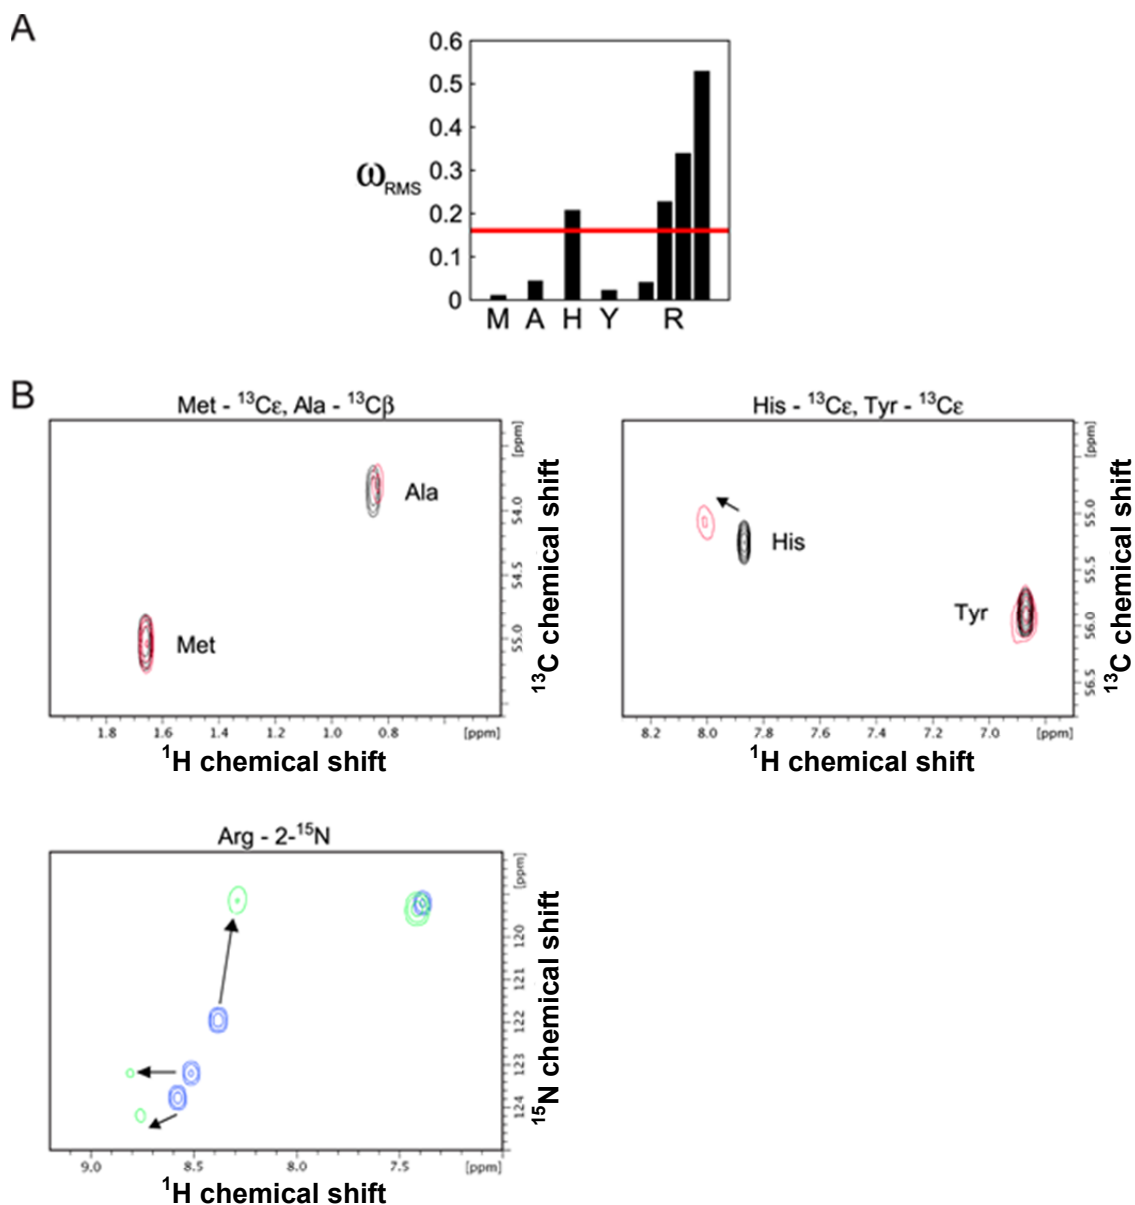 A
0.6
0.5
0.4
0.3
0.2
0.1
0
ωRMS
M A H Y R
B
Met - ¹³Cε, Ala - ¹³Cβ
Ala
Met
[ppm]
54.0
54.5
55.0
¹³C chemical shift
1.8 1.6 1.4 1.2 1.0 0.8 [ppm]
¹H chemical shift
His - ¹³Cε, Tyr - ¹³Cε
His
Tyr
[ppm]
55.0
55.5
56.0
56.5
¹³C chemical shift
8.2 8.0 7.8 7.6 7.4 7.2 7.0 [ppm]
¹H chemical shift
Arg - 2-¹⁵N
[ppm]
120
121
122
123
124
¹⁵N chemical shift
9.0 8.5 8.0 7.5 [ppm]
¹H chemical shift